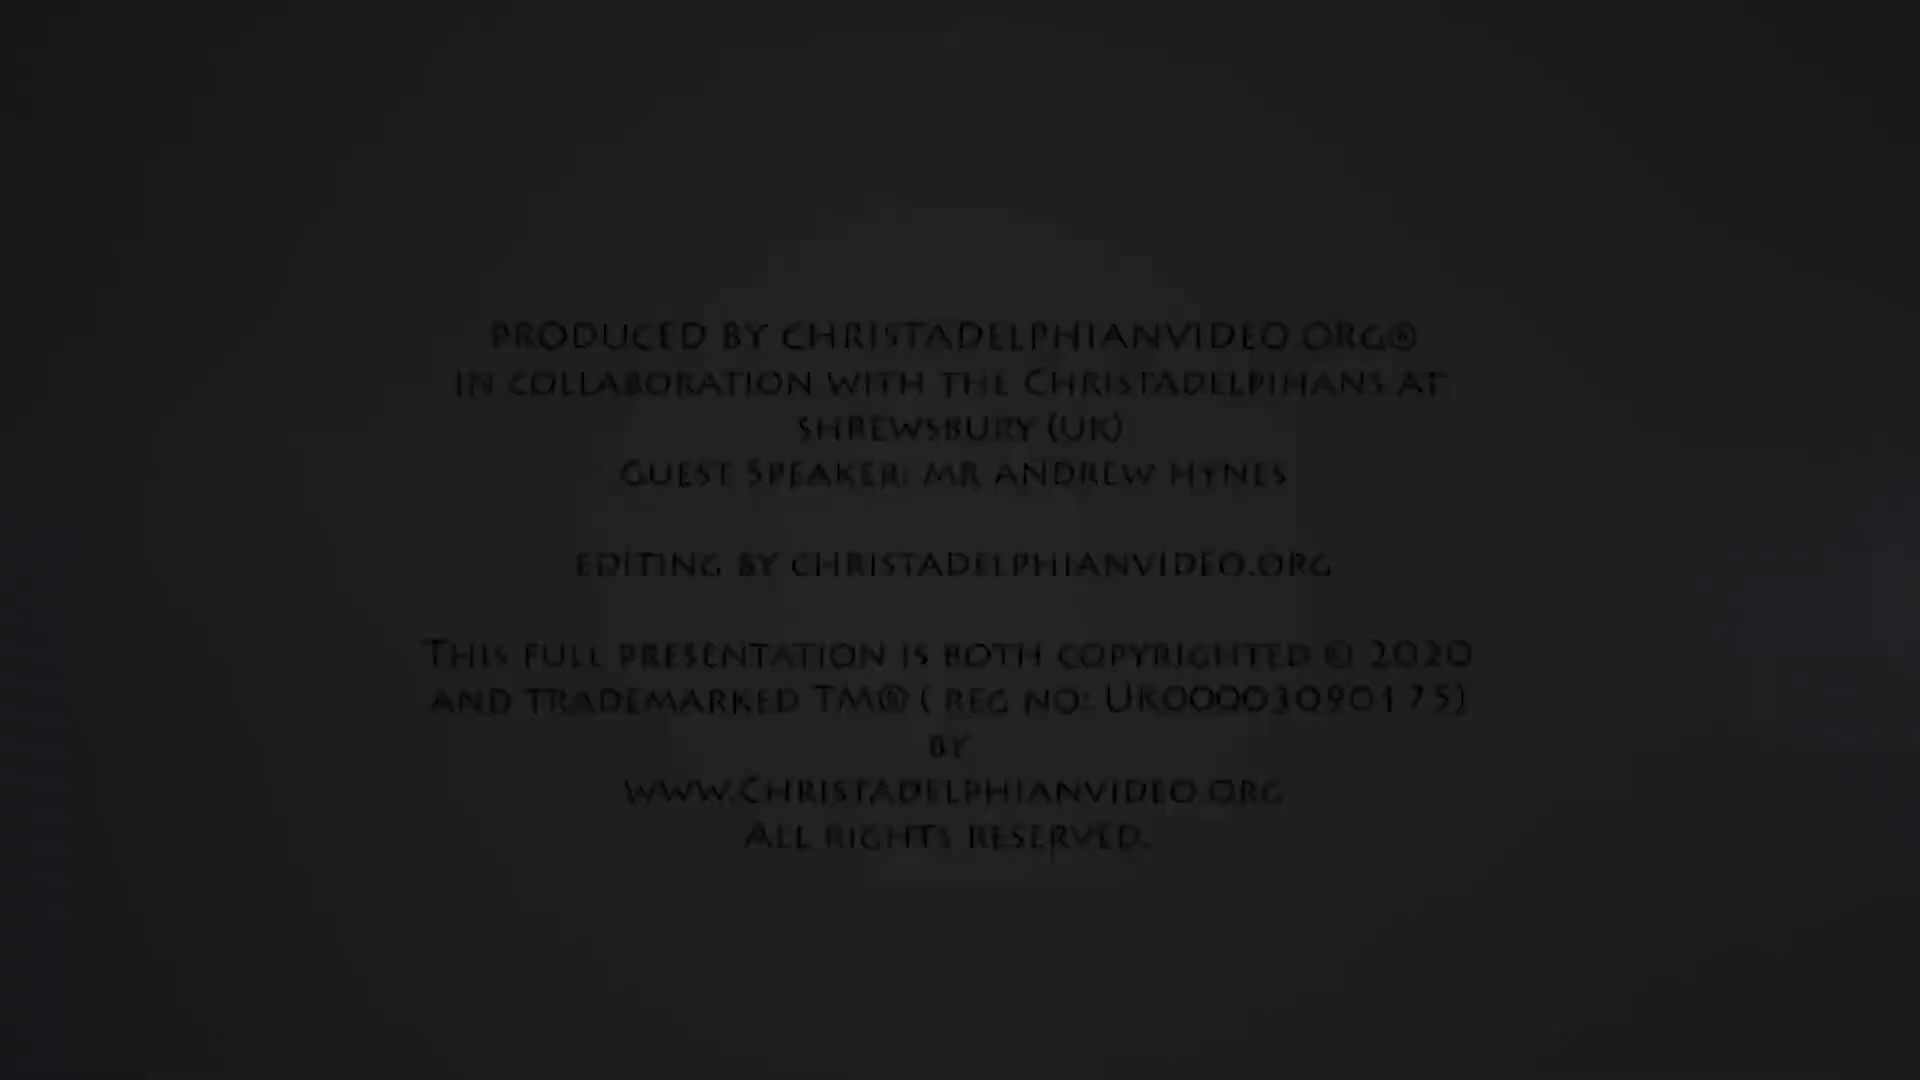 PRODUCED BY CHRISTADELPHIANVIDEO.ORG®
IN COLLABORATION WITH THE CHRISTADELPIHANS AT
SHREWSBURY (UK)
GUEST SPEAKER: MR ANDREW HYNES
EDITING BY CHRISTADELPHIANVIDEO.ORG
THIS FULL PRESENTATION IS BOTH COPYRIGHTED © 2020
AND TRADEMARKED TM® ( REG NO: UK00003090175)
BY
WWW.CHRISTADELPHIANVIDEO.ORG
ALL RIGHTS RESERVED.